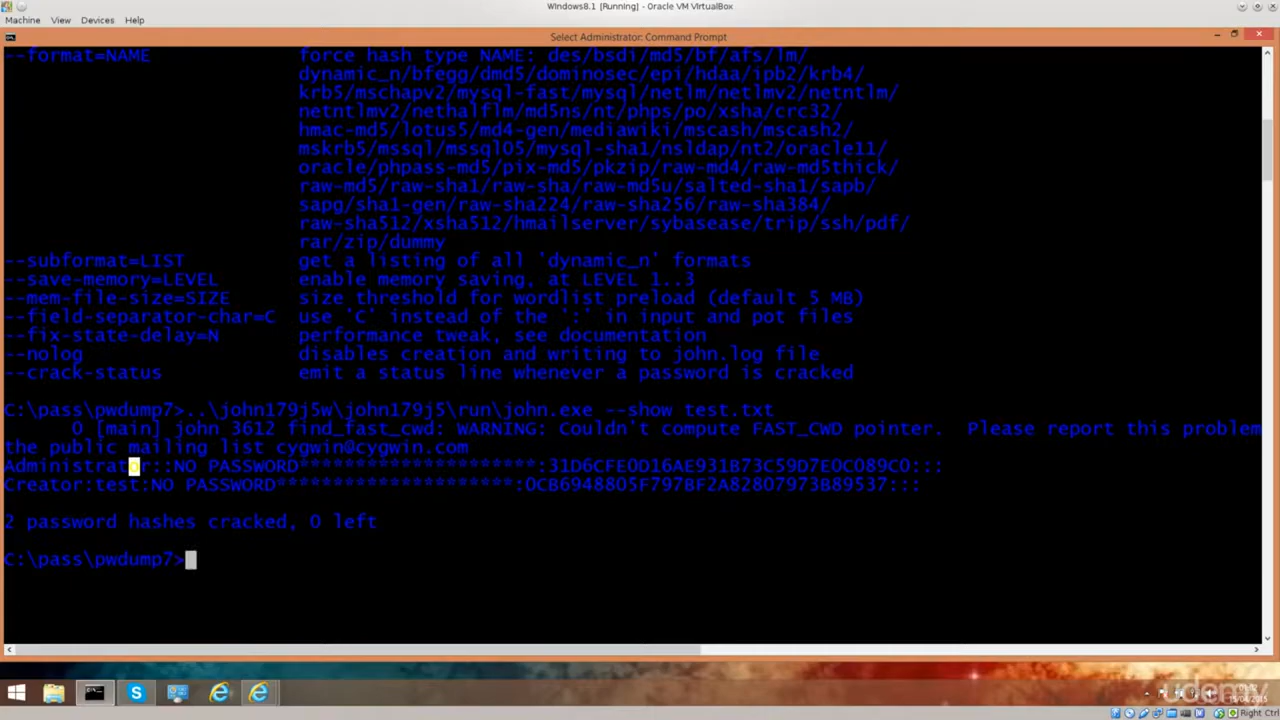 Windows8.1 [Running] - Oracle VM VirtualBox
Machine View Devices Help
Select Administrator: Command Prompt
--format=NAME force hash type NAME: des/bsdi/md5/bf/afs/lm/
dynamic_n/bfegg/dmd5/dominosec/epi/hdaa/ipb2/krb4/
krb5/mschapv2/mysql-fast/mysql/netlm/netlmv2/netntlm/
netntlmv2/nethalflm/md5ns/nt/phps/po/xsha/crc32/
hmac-md5/lotus5/md4-gen/mediawiki/mscash/mscash2/
mskrb5/mssql/mssql05/mysql-sha1/nsldap/nt2/oracle11/
oracle/phpass-md5/pix-md5/pkzip/raw-md4/raw-md5thick/
raw-md5/raw-sha1/raw-sha/raw-md5u/salted-sha1/sapb/
sapg/sha1-gen/raw-sha224/raw-sha256/raw-sha384/
raw-sha512/xsha512/hmailserver/sybasease/trip/ssh/pdf/
rar/zip/dummy
--subformat=LIST get a listing of all 'dynamic_n' formats
--save-memory=LEVEL enable memory saving, at LEVEL 1..3
--mem-file-size=SIZE size threshold for wordlist preload (default 5 MB)
--field-separator-char=C use 'C' instead of the ':' in input and pot files
--fix-state-delay=N performance tweak, see documentation
--nolog disables creation and writing to john.log file
--crack-status emit a status line whenever a password is cracked
C:\pass\pwdump7>..\john179j5w\john179j5\run\john.exe --show test.txt
0 [main] john 3612 find_fast_cwd: WARNING: Couldn't compute FAST_CWD pointer. Please report this problem
the public mailing list cygwin@cygwin.com
Administrator::NO PASSWORD*********************:31D6CFE0D16AE931B73C59D7E0C089C0:::
Creator:test:NO PASSWORD*********************:0CB6948805F797BF2A82807973B89537:::
2 password hashes cracked, 0 left
C:\pass\pwdump7>
udemy
15/04/2015
Right Ctrl